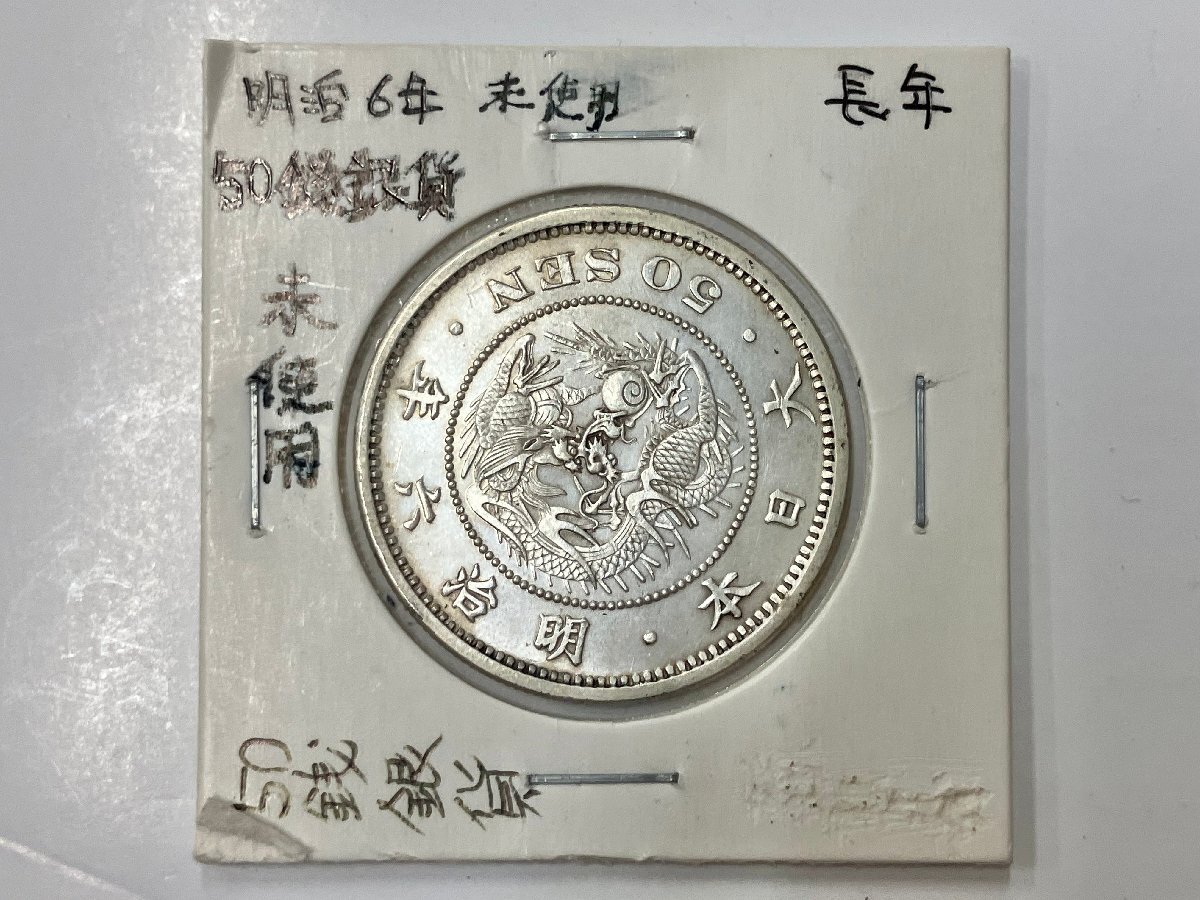 明治6年 未使用
長年
50錢銀貨
未使用
50銭銀貨
50 SEN
大日本・明治六年